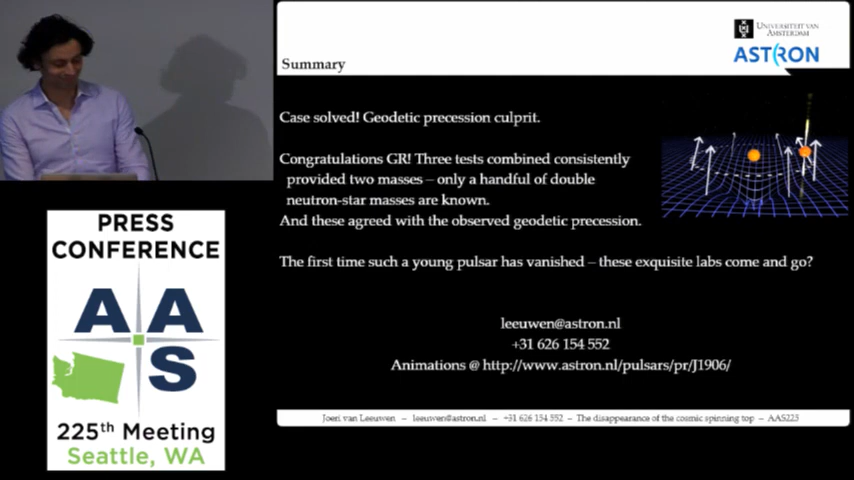 UNIVERSITEIT VAN
AMSTERDAM
ASTRON
Summary
Case solved! Geodetic precession culprit.
Congratulations GR! Three tests combined consistently
provided two masses – only a handful of double
neutron-star masses are known.
And these agreed with the observed geodetic precession.
The first time such a young pulsar has vanished – these exquisite labs come and go?
leeuwen@astron.nl
+31 626 154 552
Animations @ http://www.astron.nl/pulsars/pr/J1906/
Joeri van Leeuwen – leeuwen@astron.nl – +31 626 154 552 – The disappearance of the cosmic spinning top – AAS225
PRESS
CONFERENCE
AAS
225th Meeting
Seattle, WA